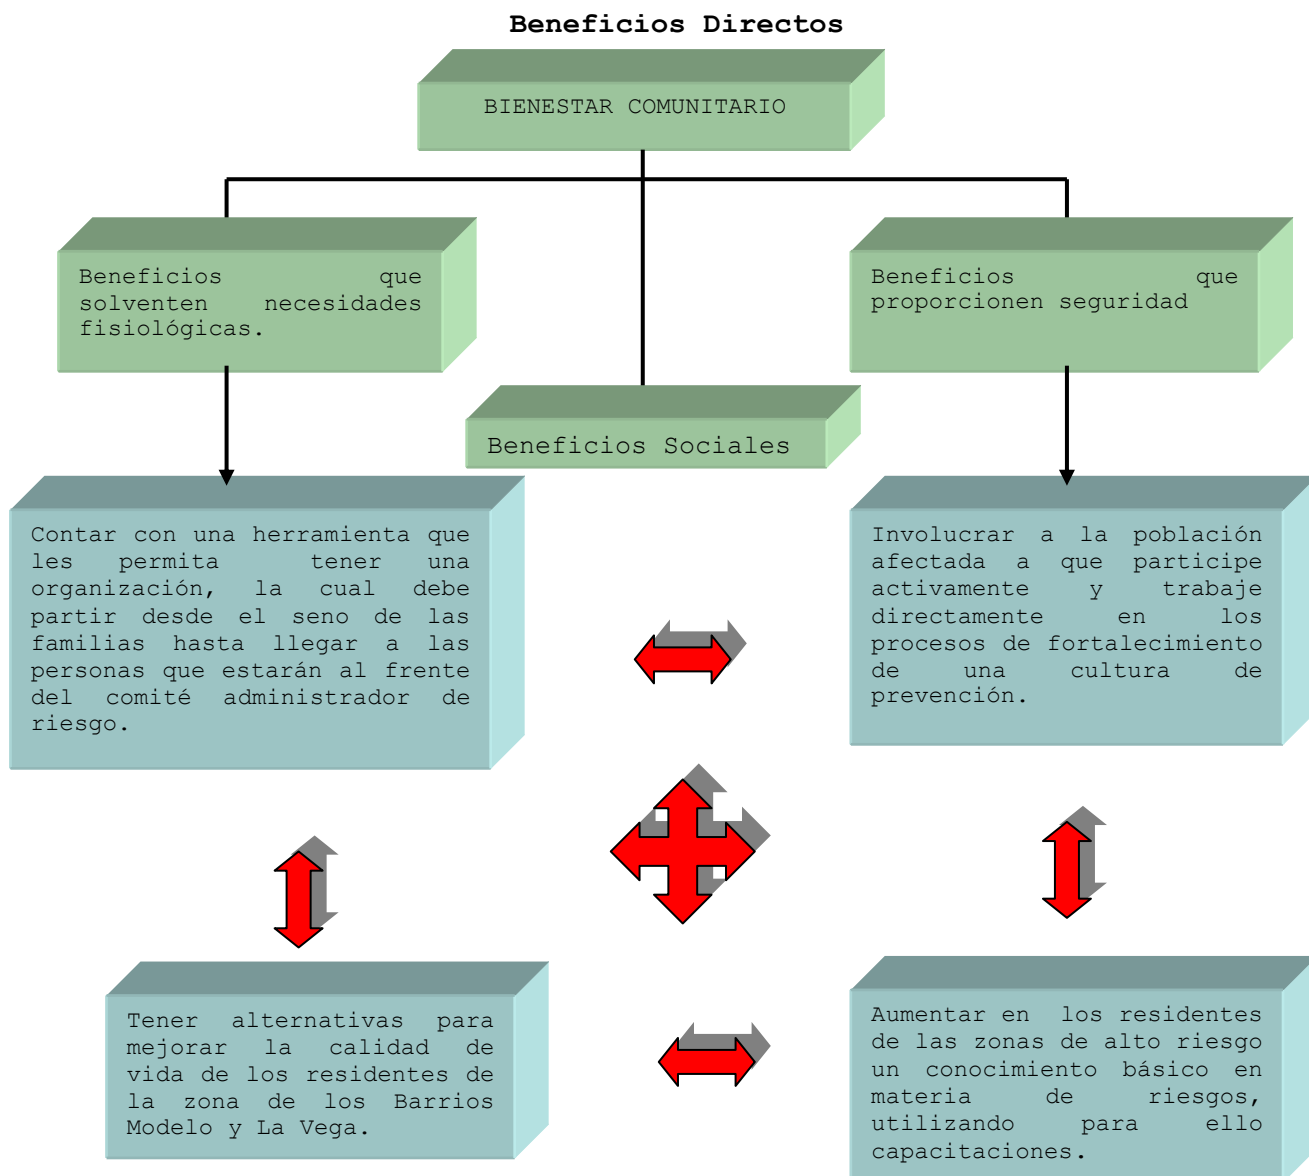 Beneficios Directos
BIENESTAR COMUNITARIO
Beneficios que
solventen necesidades
fisiológicas.
Beneficios que
proporcionen seguridad
Beneficios Sociales
Contar con una herramienta que
les permita tener una
organización, la cual debe
partir desde el seno de las
familias hasta llegar a las
personas que estarán al frente
del comité administrador de
riesgo.
Involucrar a la población
afectada a que participe
activamente y trabaje
directamente en los
procesos de fortalecimiento
de una cultura de
prevención.
Tener alternativas para
mejorar la calidad de
vida de los residentes de
la zona de los Barrios
Modelo y La Vega.
Aumentar en los residentes
de las zonas de alto riesgo
un conocimiento básico en
materia de riesgos,
utilizando para ello
capacitaciones.